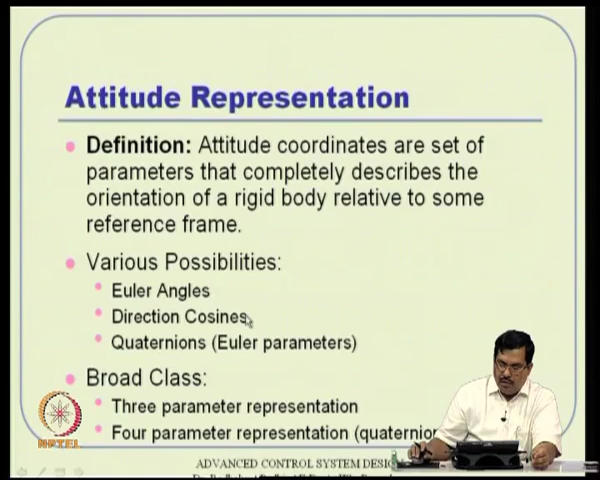 Attitude Representation
Definition: Attitude coordinates are set of
parameters that completely describes the
orientation of a rigid body relative to some
reference frame.
Various Possibilities:
Euler Angles
Direction Cosines
Quaternions (Euler parameters)
Broad Class:
Three parameter representation
Four parameter representation (quaternion
NPTEL
ADVANCED CONTROL SYSTEM DESIG